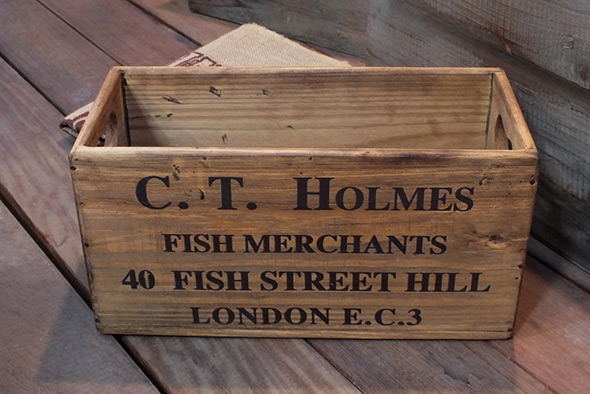 C. T. HOLMES
FISH MERCHANTS
40 FISH STREET HILL
LONDON E.C.3